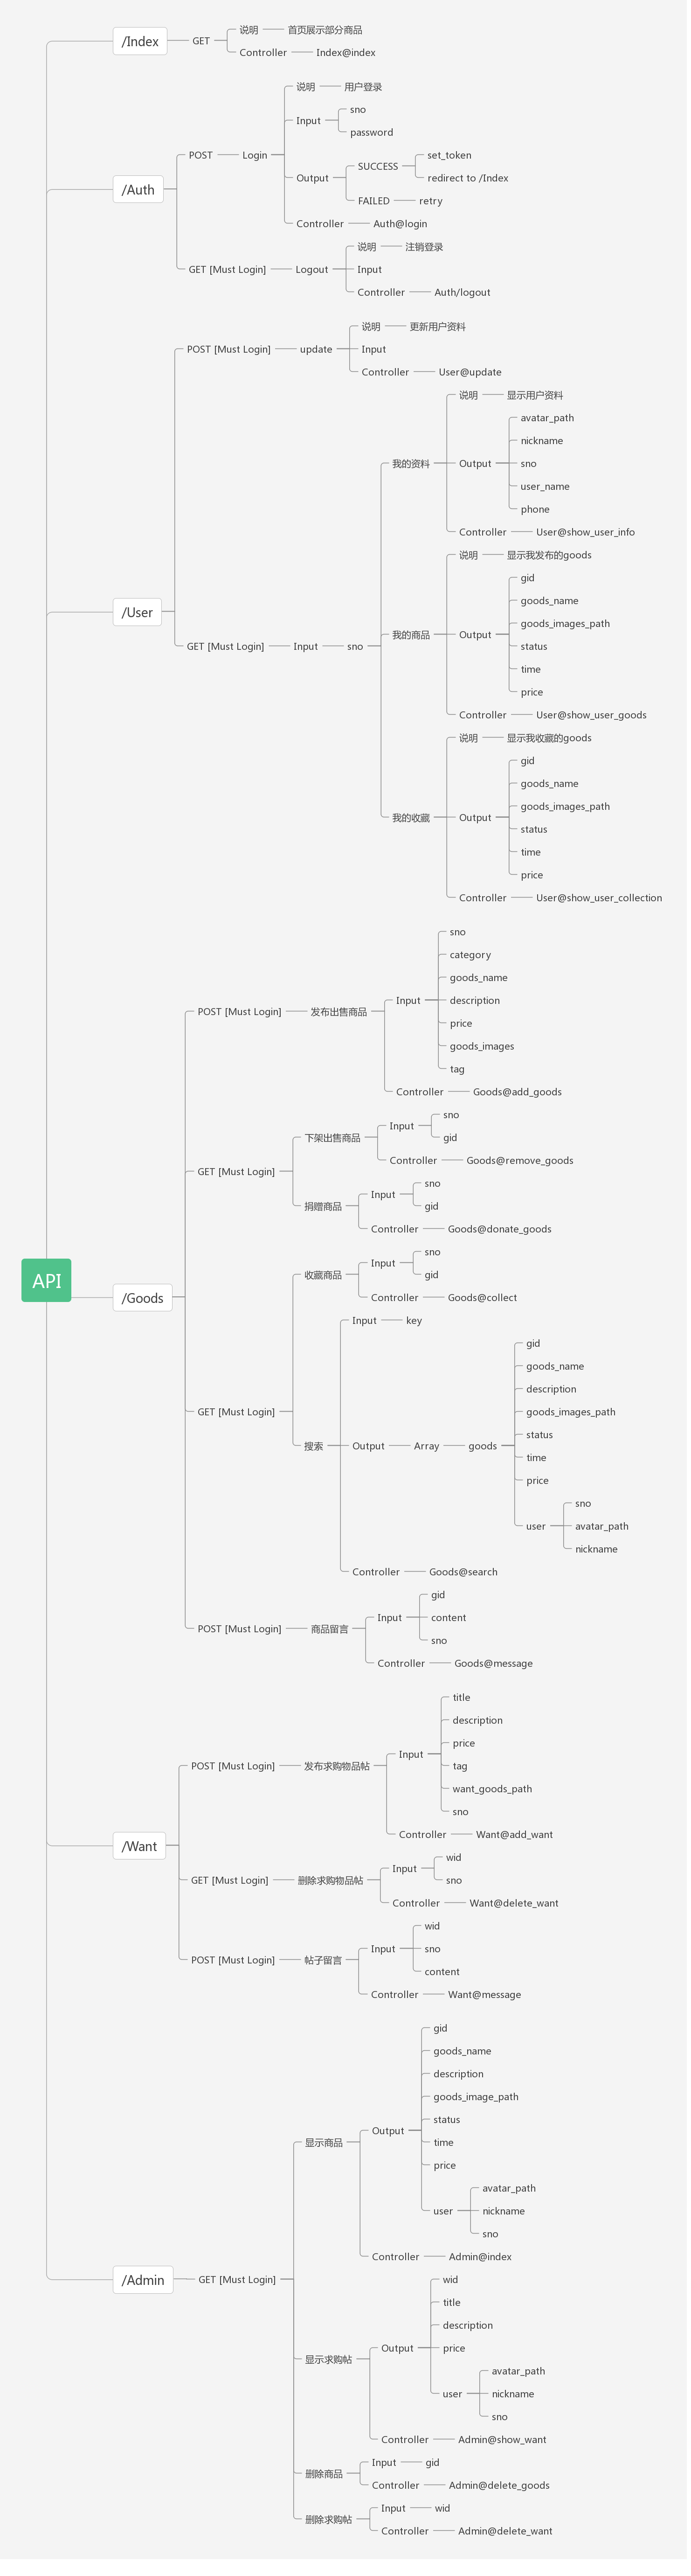 API
/Index
GET
说明
首页展示部分商品
Controller
Index@index
/Auth
POST
Login
说明
用户登录
Input
sno
password
Output
SUCCESS
set_token
redirect to /Index
FAILED
retry
Controller
Auth@login
GET [Must Login]
Logout
说明
注销登录
Input
Controller
Auth/logout
/User
POST [Must Login]
update
说明
更新用户资料
Input
Controller
User@update
GET [Must Login]
Input
sno
我的资料
说明
显示用户资料
Output
avatar_path
nickname
sno
user_name
phone
Controller
User@show_user_info
我的商品
说明
显示我发布的goods
Output
gid
goods_name
goods_images_path
status
time
price
Controller
User@show_user_goods
我的收藏
说明
显示我收藏的goods
Output
gid
goods_name
goods_images_path
status
time
price
Controller
User@show_user_collection
/Goods
POST [Must Login]
发布出售商品
Input
sno
category
goods_name
description
price
goods_images
tag
Controller
Goods@add_goods
GET [Must Login]
下架出售商品
Input
sno
gid
Controller
Goods@remove_goods
捐赠商品
Input
sno
gid
Controller
Goods@donate_goods
GET [Must Login]
收藏商品
Input
sno
gid
Controller
Goods@collect
搜索
Input
key
Output
Array
goods
gid
goods_name
description
goods_images_path
status
time
price
user
sno
avatar_path
nickname
Controller
Goods@search
POST [Must Login]
商品留言
Input
gid
content
sno
Controller
Goods@message
/Want
POST [Must Login]
发布求购物品帖
Input
title
description
price
tag
want_goods_path
sno
Controller
Want@add_want
GET [Must Login]
删除求购物品帖
Input
wid
sno
Controller
Want@delete_want
POST [Must Login]
帖子留言
Input
wid
sno
content
Controller
Want@message
/Admin
GET [Must Login]
显示商品
Output
gid
goods_name
description
goods_image_path
status
time
price
user
avatar_path
nickname
sno
Controller
Admin@index
显示求购帖
Output
wid
title
description
price
user
avatar_path
nickname
sno
Controller
Admin@show_want
删除商品
Input
gid
Controller
Admin@delete_goods
删除求购帖
Input
wid
Controller
Admin@delete_want